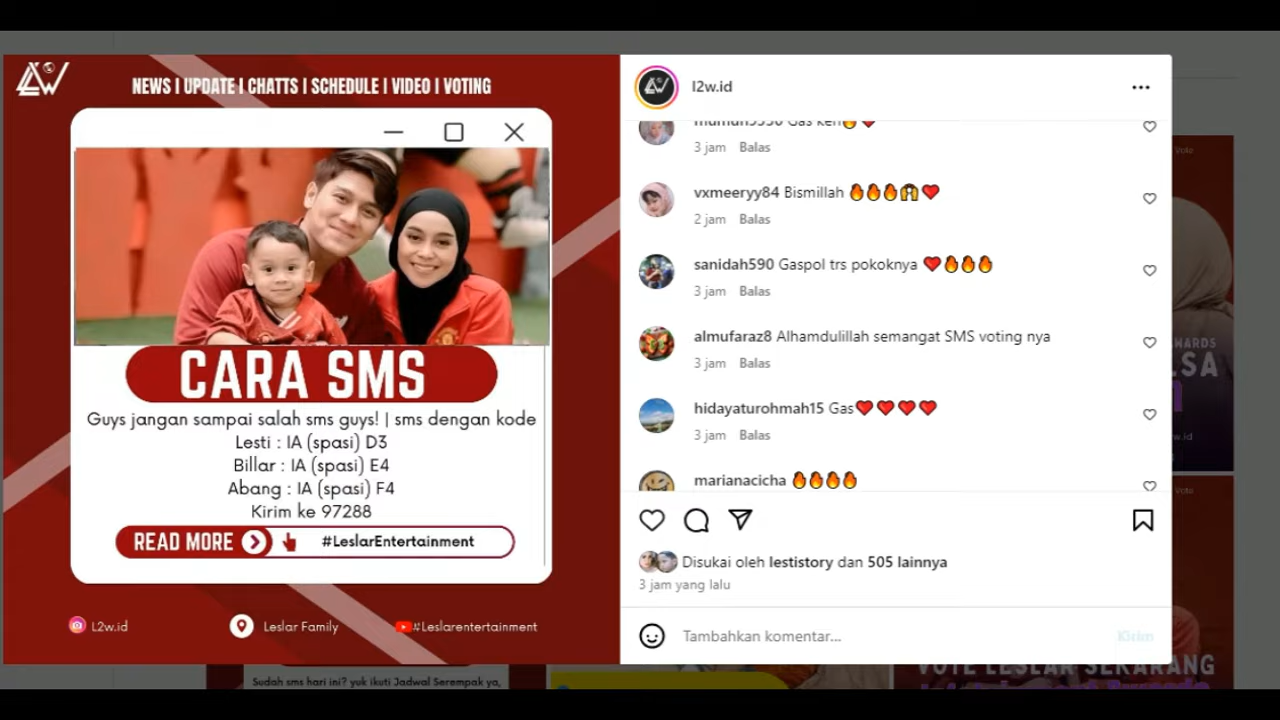 NEWS | UPDATE | CHATTS | SCHEDULE | VIDEO | VOTING
CARA SMS
Guys jangan sampai salah sms guys! | sms dengan kode
Lesti : IA (spasi) D3
Billar : IA (spasi) E4
Abang : IA (spasi) F4
Kirim ke 97288
READ MORE
#LeslarEntertainment
L2w.id
Leslar Family
#Leslarentertainment
l2w.id
3 jam Balas
vxmeeryy84 Bismillah 🔥🔥🔥😱❤️
2 jam Balas
sanidah590 Gaspol trs pokoknya ❤️🔥🔥🔥
3 jam Balas
almufaraz8 Alhamdulillah semangat SMS voting nya
3 jam Balas
hidayaturohmah15 Gas❤️❤️❤️❤️
3 jam Balas
marianacicha 🔥🔥🔥🔥
Disukai oleh lestistory dan 505 lainnya
3 jam yang lalu
Tambahkan komentar...
Kirim
Sudah sms hari ini? yuk ikuti Jadwal Serempak ya,
VOTE LESLAR SEKARANG
Vote
Vote